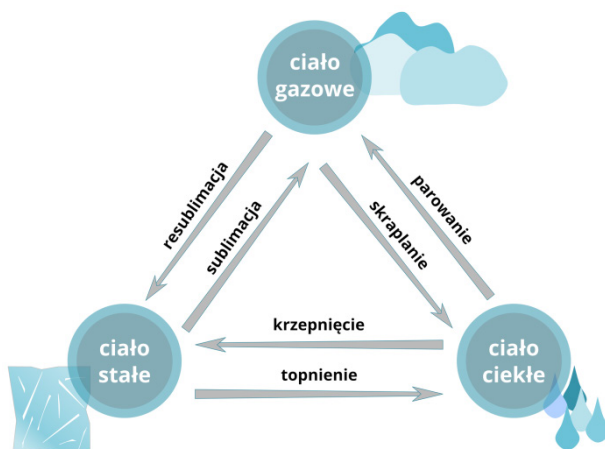 ciało
gazowe
resublimacja
sublimacja
skraplanie
parowanie
krzepnięcie
ciało
stałe
topnienie
ciało
ciekłe